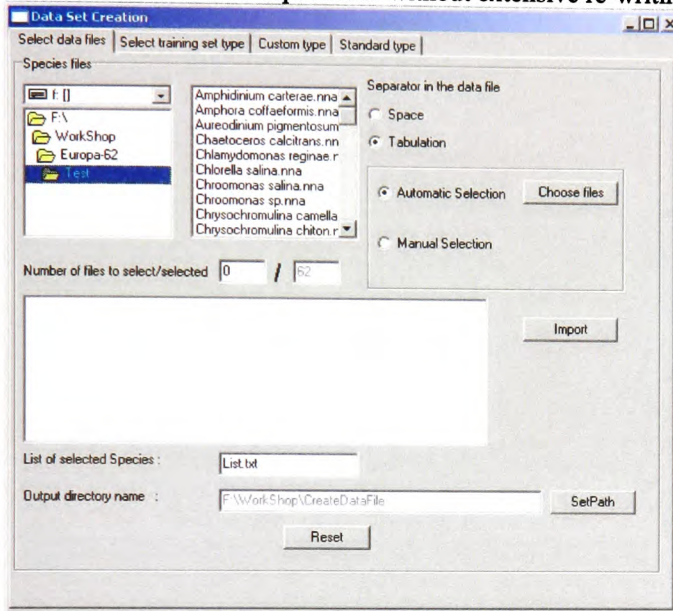 without extensive re-writin
Data Set Creation
Select data files Select training set type Custom type Standard type
Species files
f: []
F:\
WorkShop
Europa-62
Test
Amphidinium carterae.nna
Amphora coffaeformis.nna
Aureodinium pigmentosum
Chaetoceros calcitrans.nn
Chlamydomonas reginae.r
Chlorella salina.nna
Chroomonas salina.nna
Chroomonas sp.nna
Chrysochromulina camella
Chrysochromulina chiton.r
Separator in the data file
Space
Tabulation
Automatic Selection Choose files
Manual Selection
Number of files to select/selected 0 / 62
Import
List of selected Species : List.txt
Output directory name : F:\WorkShop\CreateDataFile SetPath
Reset